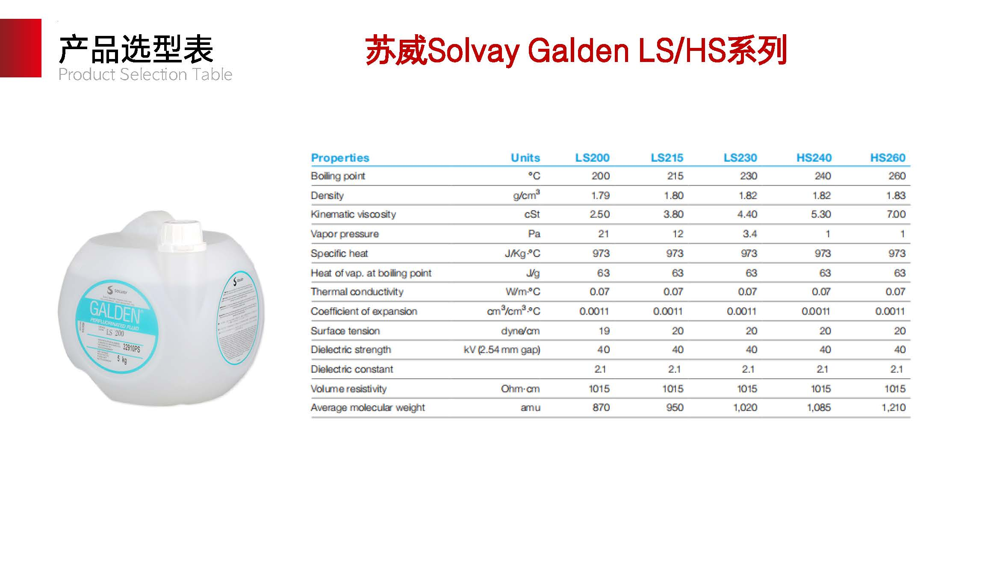 产品选型表
Product Selection Table
苏威Solvay Galden LS/HS系列
Properties Units LS200 LS215 LS230 HS240 HS260
Boiling point °C 200 215 230 240 260
Density g/cm³ 1.79 1.80 1.82 1.82 1.83
Kinematic viscosity cSt 2.50 3.80 4.40 5.30 7.00
Vapor pressure Pa 21 12 3.4 1 1
Specific heat J/Kg·°C 973 973 973 973 973
Heat of vap. at boiling point J/g 63 63 63 63 63
Thermal conductivity W/m·°C 0.07 0.07 0.07 0.07 0.07
Coefficient of expansion cm³/cm³·°C 0.0011 0.0011 0.0011 0.0011 0.0011
Surface tension dyne/cm 19 20 20 20 20
Dielectric strength kV (2.54 mm gap) 40 40 40 40 40
Dielectric constant 2.1 2.1 2.1 2.1 2.1
Volume resistivity Ohm·cm 1015 1015 1015 1015 1015
Average molecular weight amu 870 950 1,020 1,085 1,210
SOLVAY
GALDEN®
PERFLUORINATED FLUID
LS 200
32910PS
5 kg
SOLVAY